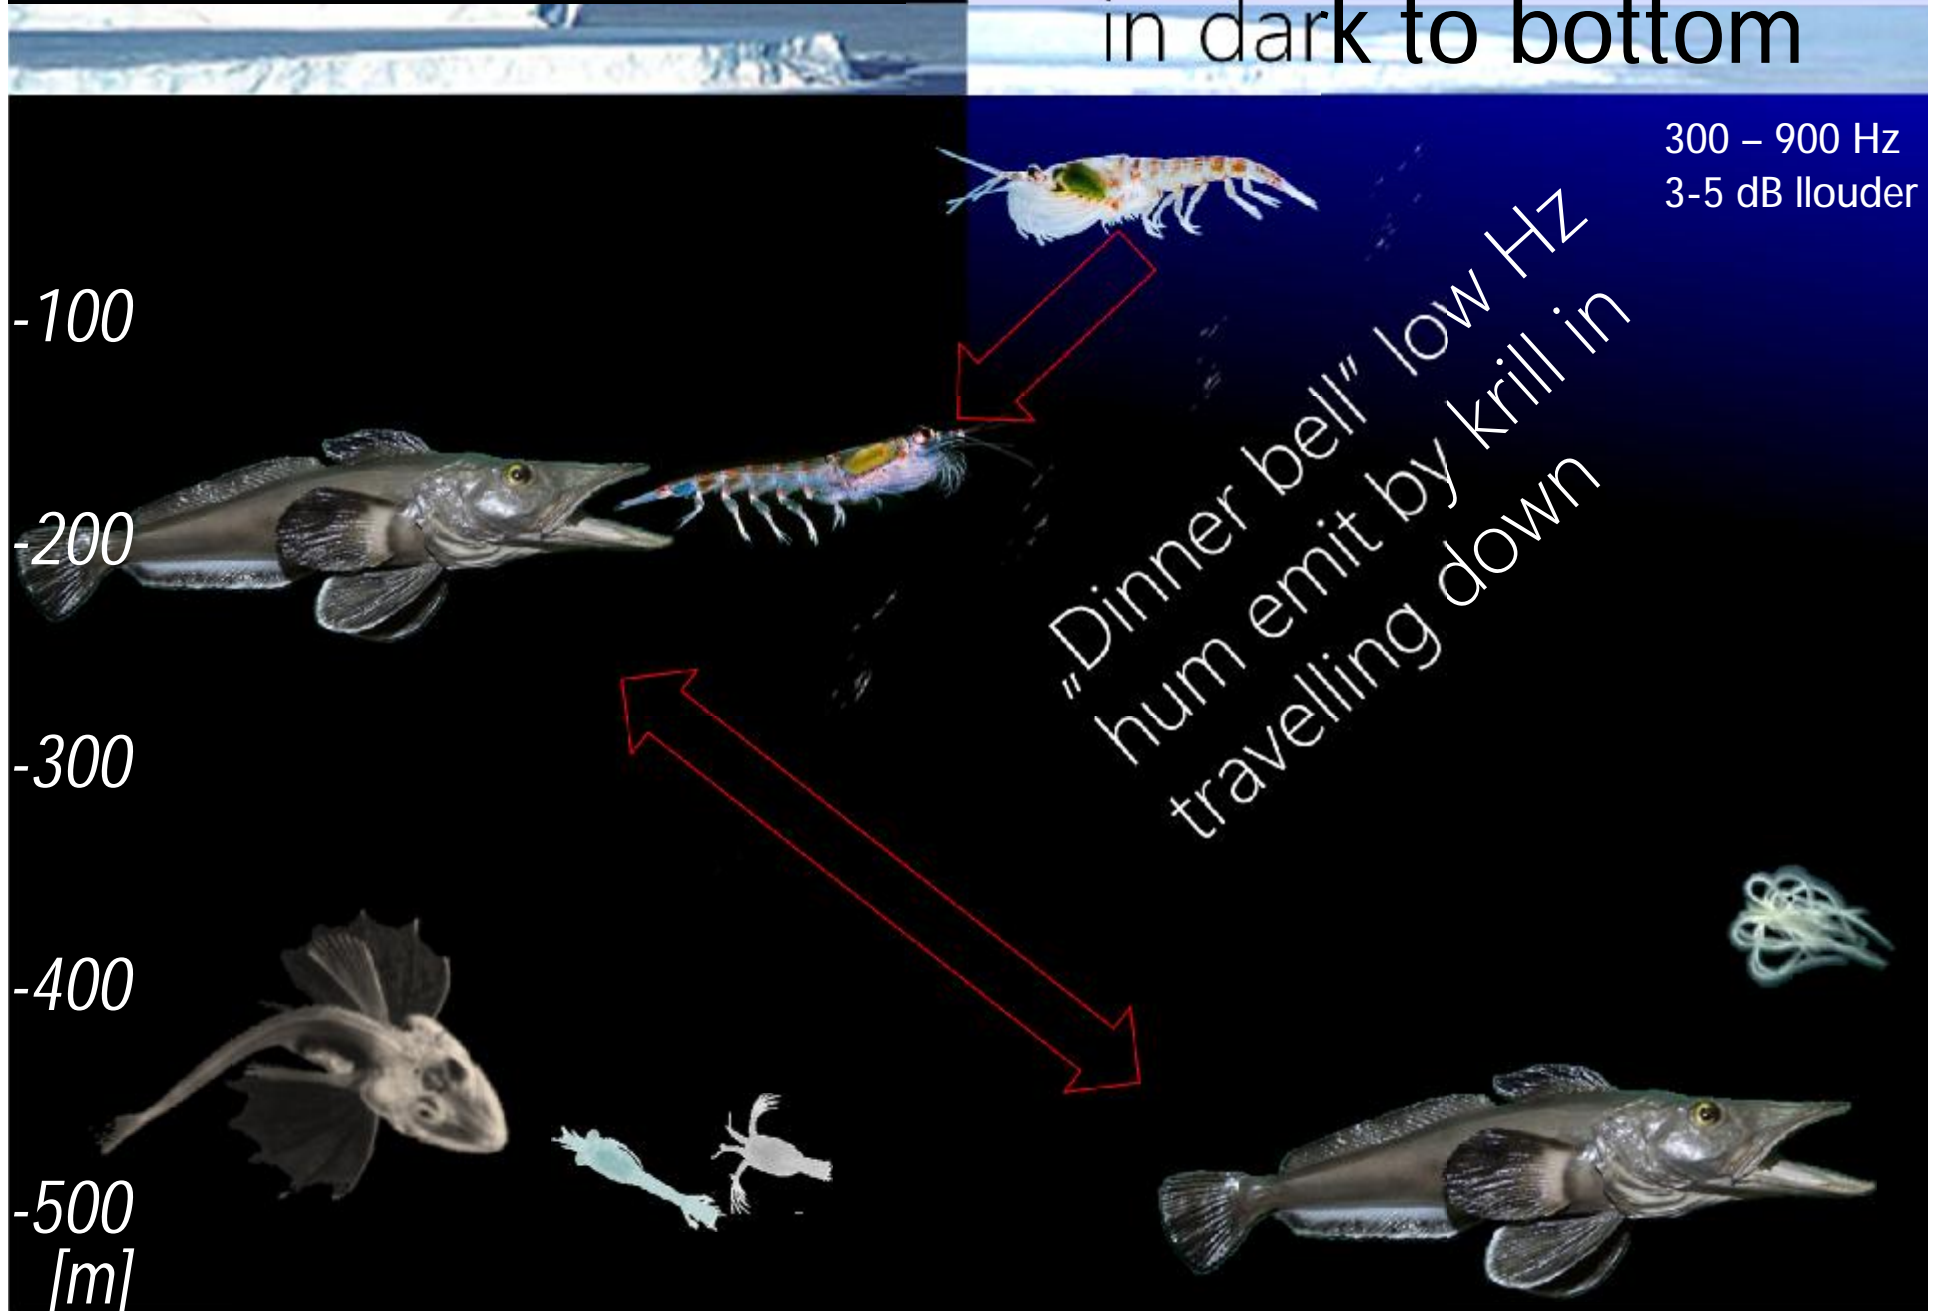 in dark to bottom
300 – 900 Hz
3-5 dB llouder
„Dinner bell” low Hz
hum emit by krill in
travelling down
-100
-200
-300
-400
-500
[m]